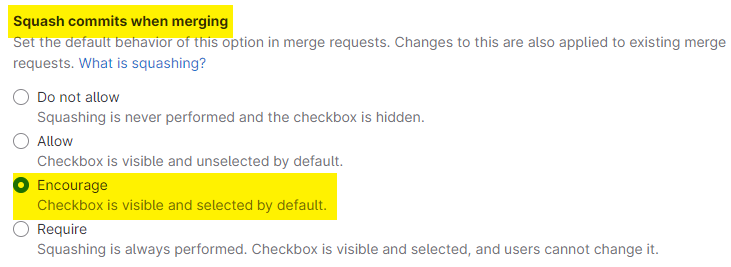 Squash commits when merging
Set the default behavior of this option in merge requests. Changes to this are also applied to existing merge
requests. What is squashing?
Do not allow
Squashing is never performed and the checkbox is hidden.
Allow
Checkbox is visible and unselected by default.
Encourage
Checkbox is visible and selected by default.
Require
Squashing is always performed. Checkbox is visible and selected, and users cannot change it.